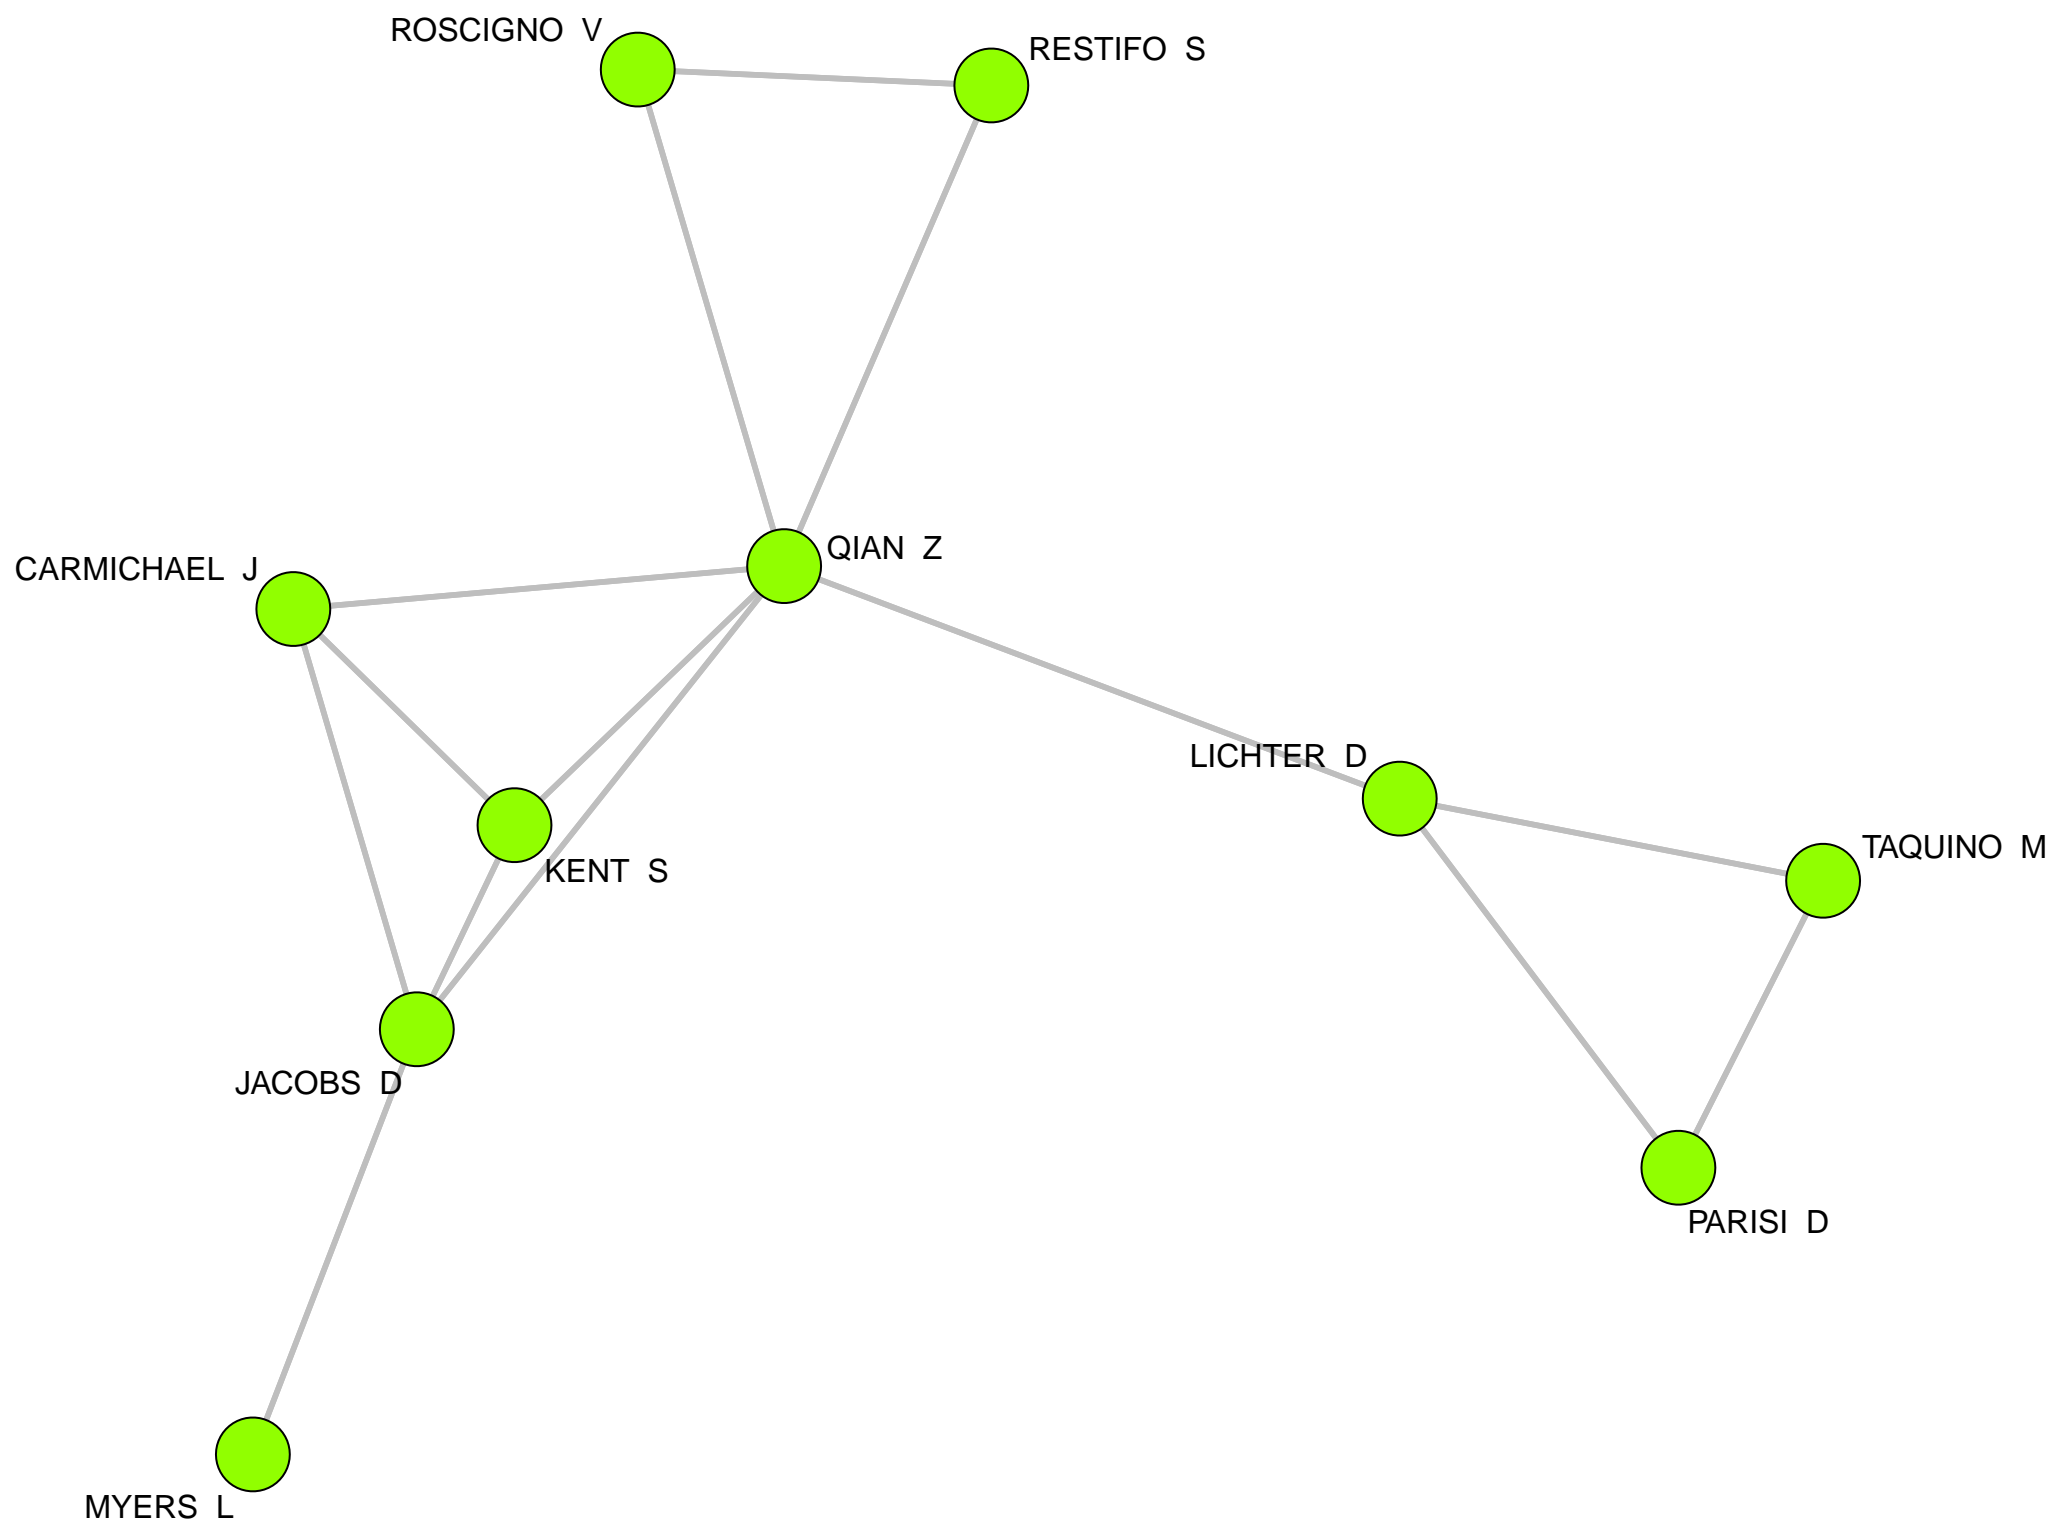 ROSCIGNO V
RESTIFO S
QIAN Z
CARMICHAEL J
LICHTER D
TAQUINO M
KENT S
JACOBS D
PARISI D
MYERS L